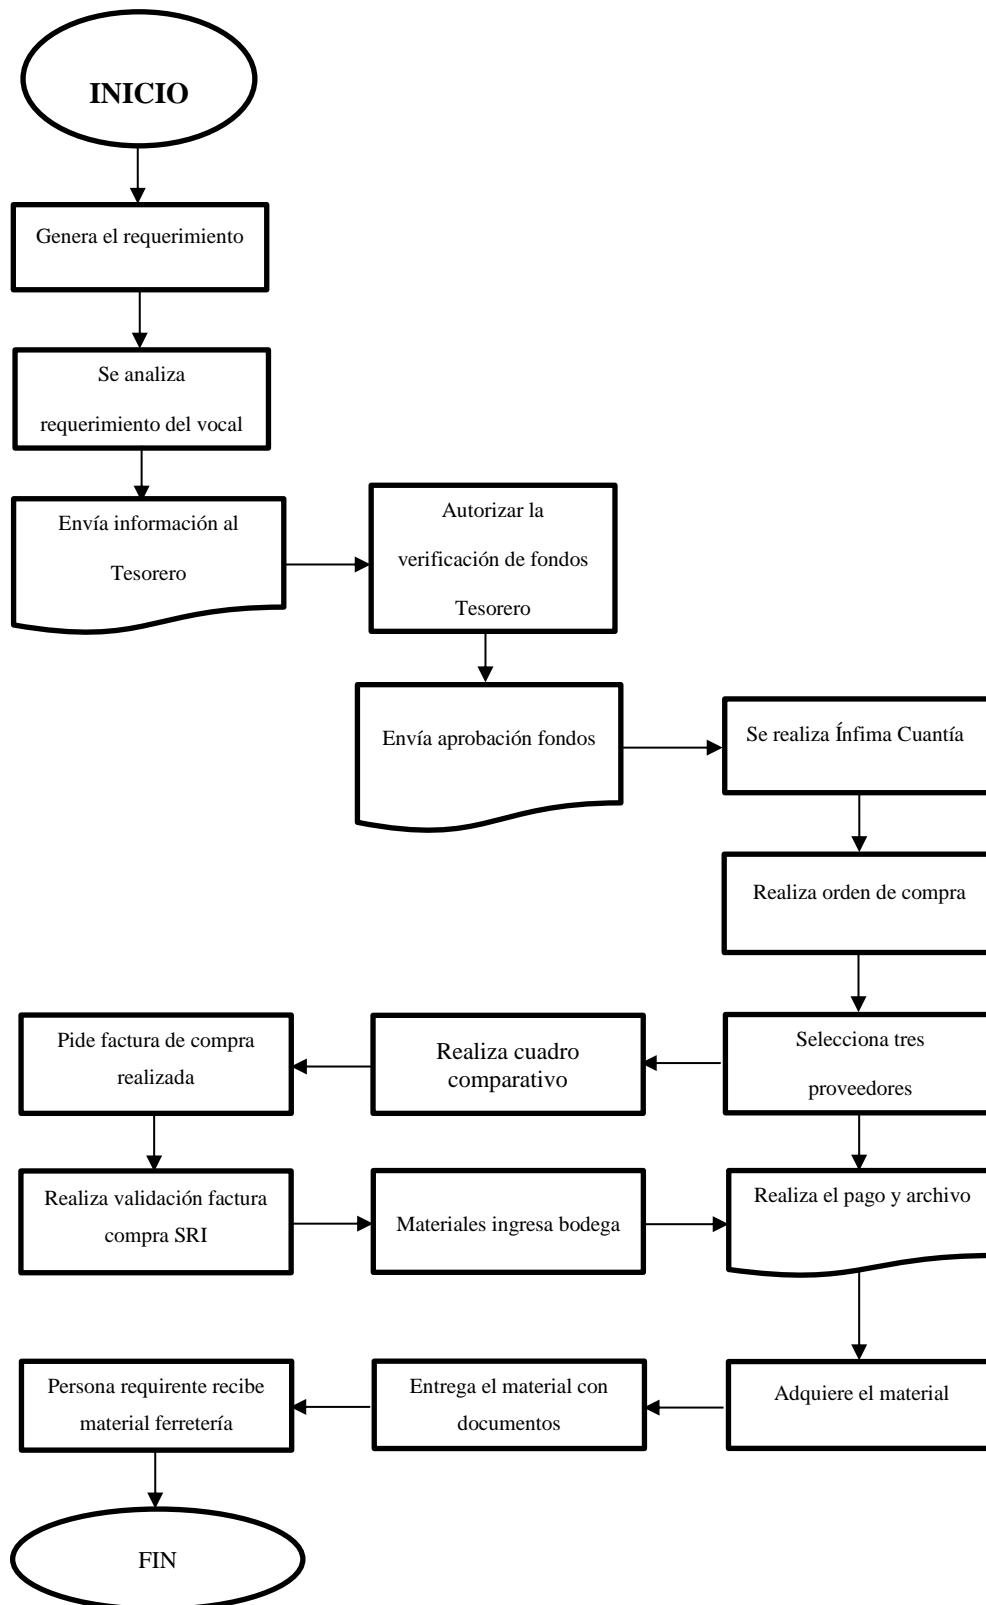 INICIO
Genera el requerimiento
Se analiza
requerimiento del vocal
Envía información al
Tesorero
Autorizar la
verificación de fondos
Tesorero
Envía aprobación fondos
Se realiza Ínfima Cuantía
Realiza orden de compra
Selecciona tres
proveedores
Realiza cuadro
comparativo
Pide factura de compra
realizada
Realiza validación factura
compra SRI
Materiales ingresa bodega
Realiza el pago y archivo
Adquiere el material
Entrega el material con
documentos
Persona requirente recibe
material ferretería
FIN